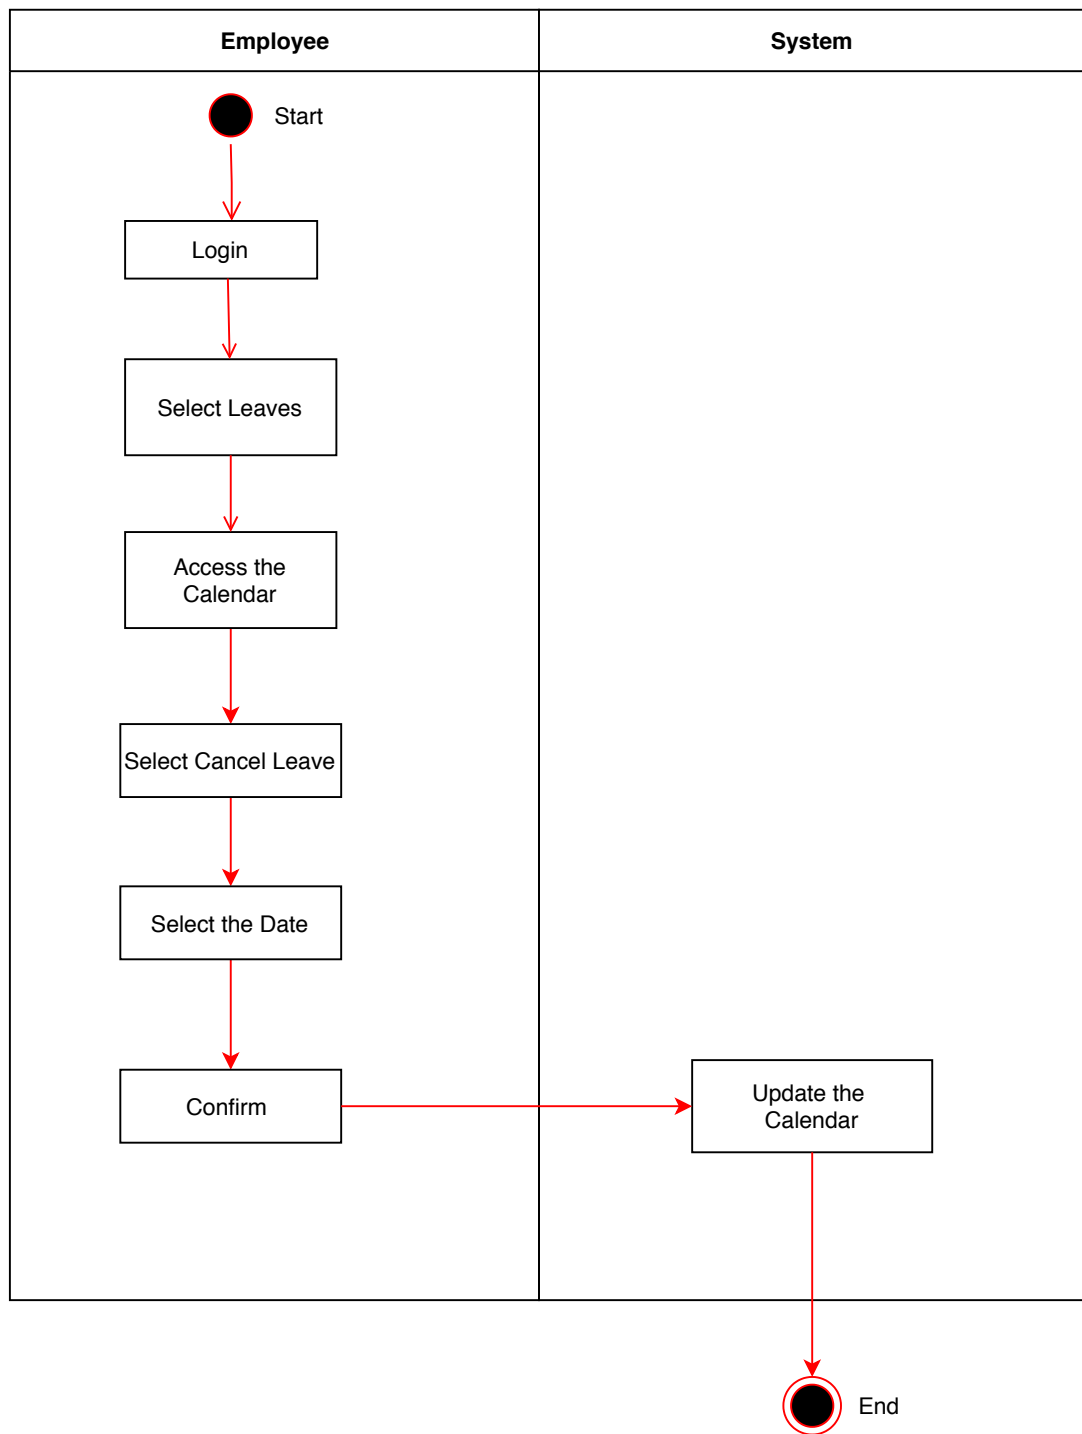 Employee
System
Start
Login
Select Leaves
Access the
Calendar
Select Cancel Leave
Select the Date
Confirm
Update the
Calendar
End